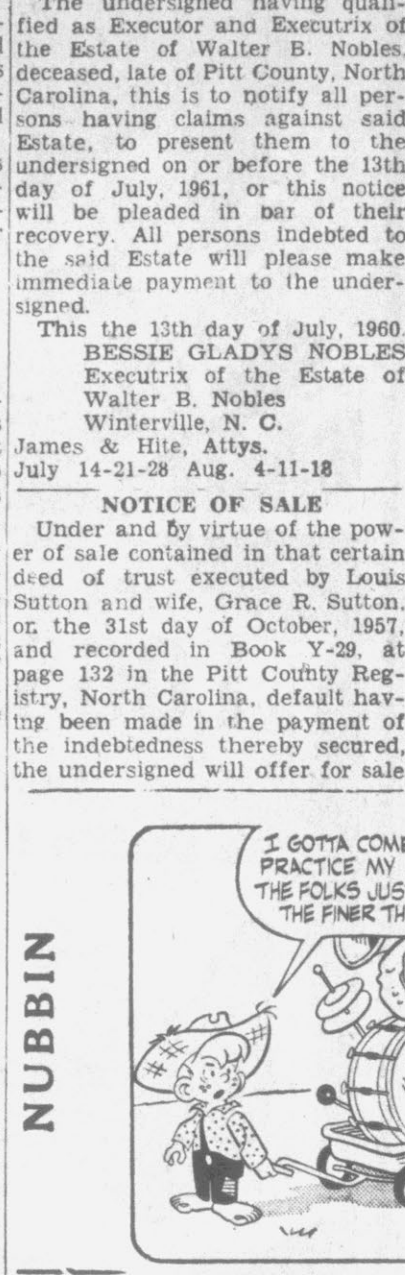 The undersigned having quali-
fied as Executor and Executrix of
the Estate of Walter B. Nobles,
deceased, late of Pitt County, North
Carolina, this is to notify all per-
sons having claims against said
Estate, to present them to the
undersigned on or before the 13th
day of July, 1961, or this notice
will be pleaded in bar of their
recovery. All persons indebted to
the said Estate will please make
immediate payment to the under-
signed.
This the 13th day of July, 1960.
BESSIE GLADYS NOBLES
Executrix of the Estate of
Walter B. Nobles
Winterville, N. C.
James & Hite, Attys.
July 14-21-28 Aug. 4-11-18
NOTICE OF SALE
Under and by virtue of the pow-
er of sale contained in that certain
deed of trust executed by Louis
Sutton and wife, Grace R. Sutton,
on the 31st day of October, 1957,
and recorded in Book Y-29, at
page 132 in the Pitt County Reg-
istry, North Carolina, default hav-
ing been made in the payment of
the indebtedness thereby secured,
the undersigned will offer for sale
NUBBIN
I GOTTA COME
PRACTICE MY
THE FOLKS JUS
THE FINER TH